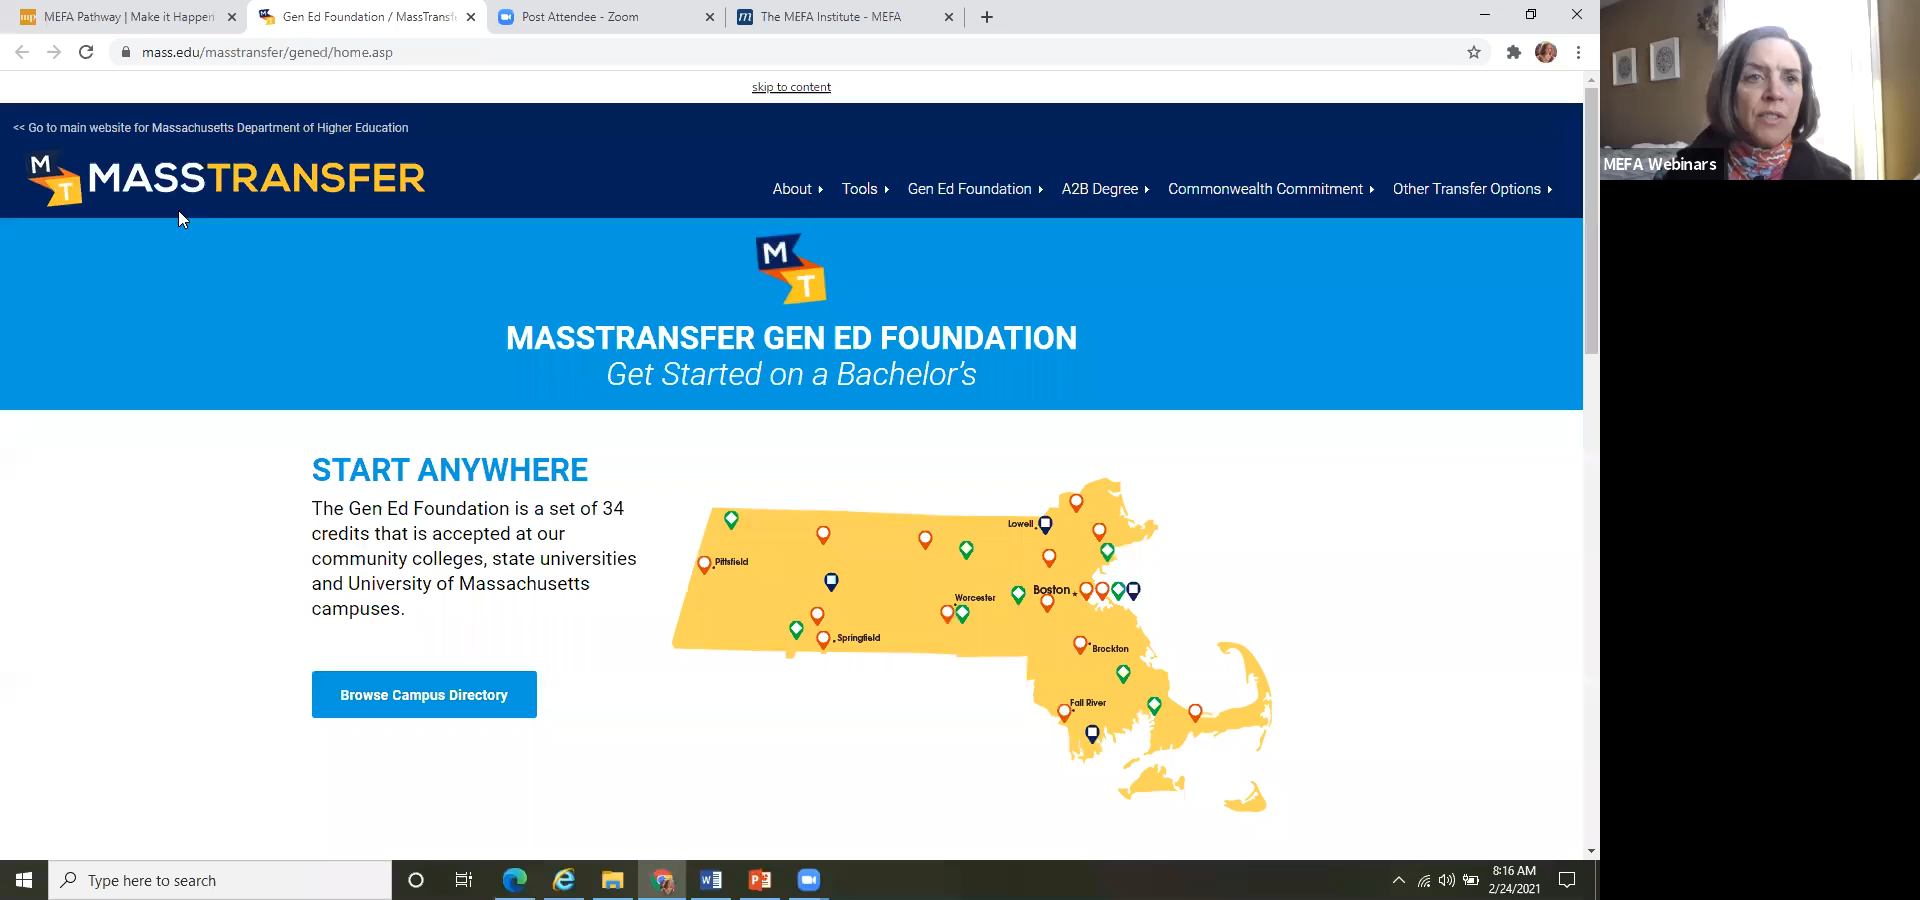 MEFA Pathway | Make it Happen
Gen Ed Foundation / MassTransf
Post Attendee - Zoom
The MEFA Institute - MEFA
mass.edu/masstransfer/gened/home.asp
skip to content
<< Go to main website for Massachusetts Department of Higher Education
M T MASSTRANSFER
About Tools Gen Ed Foundation A2B Degree Commonwealth Commitment Other Transfer Options
M
T
MASSTRANSFER GEN ED FOUNDATION
Get Started on a Bachelor's
START ANYWHERE
The Gen Ed Foundation is a set of 34
credits that is accepted at our
community colleges, state universities
and University of Massachusetts
campuses.
Browse Campus Directory
Lowell
Pittsfield
Boston
Worcester
Springfield
Brockton
Fall River
MEFA Webinars
Type here to search
8:16 AM
2/24/2021